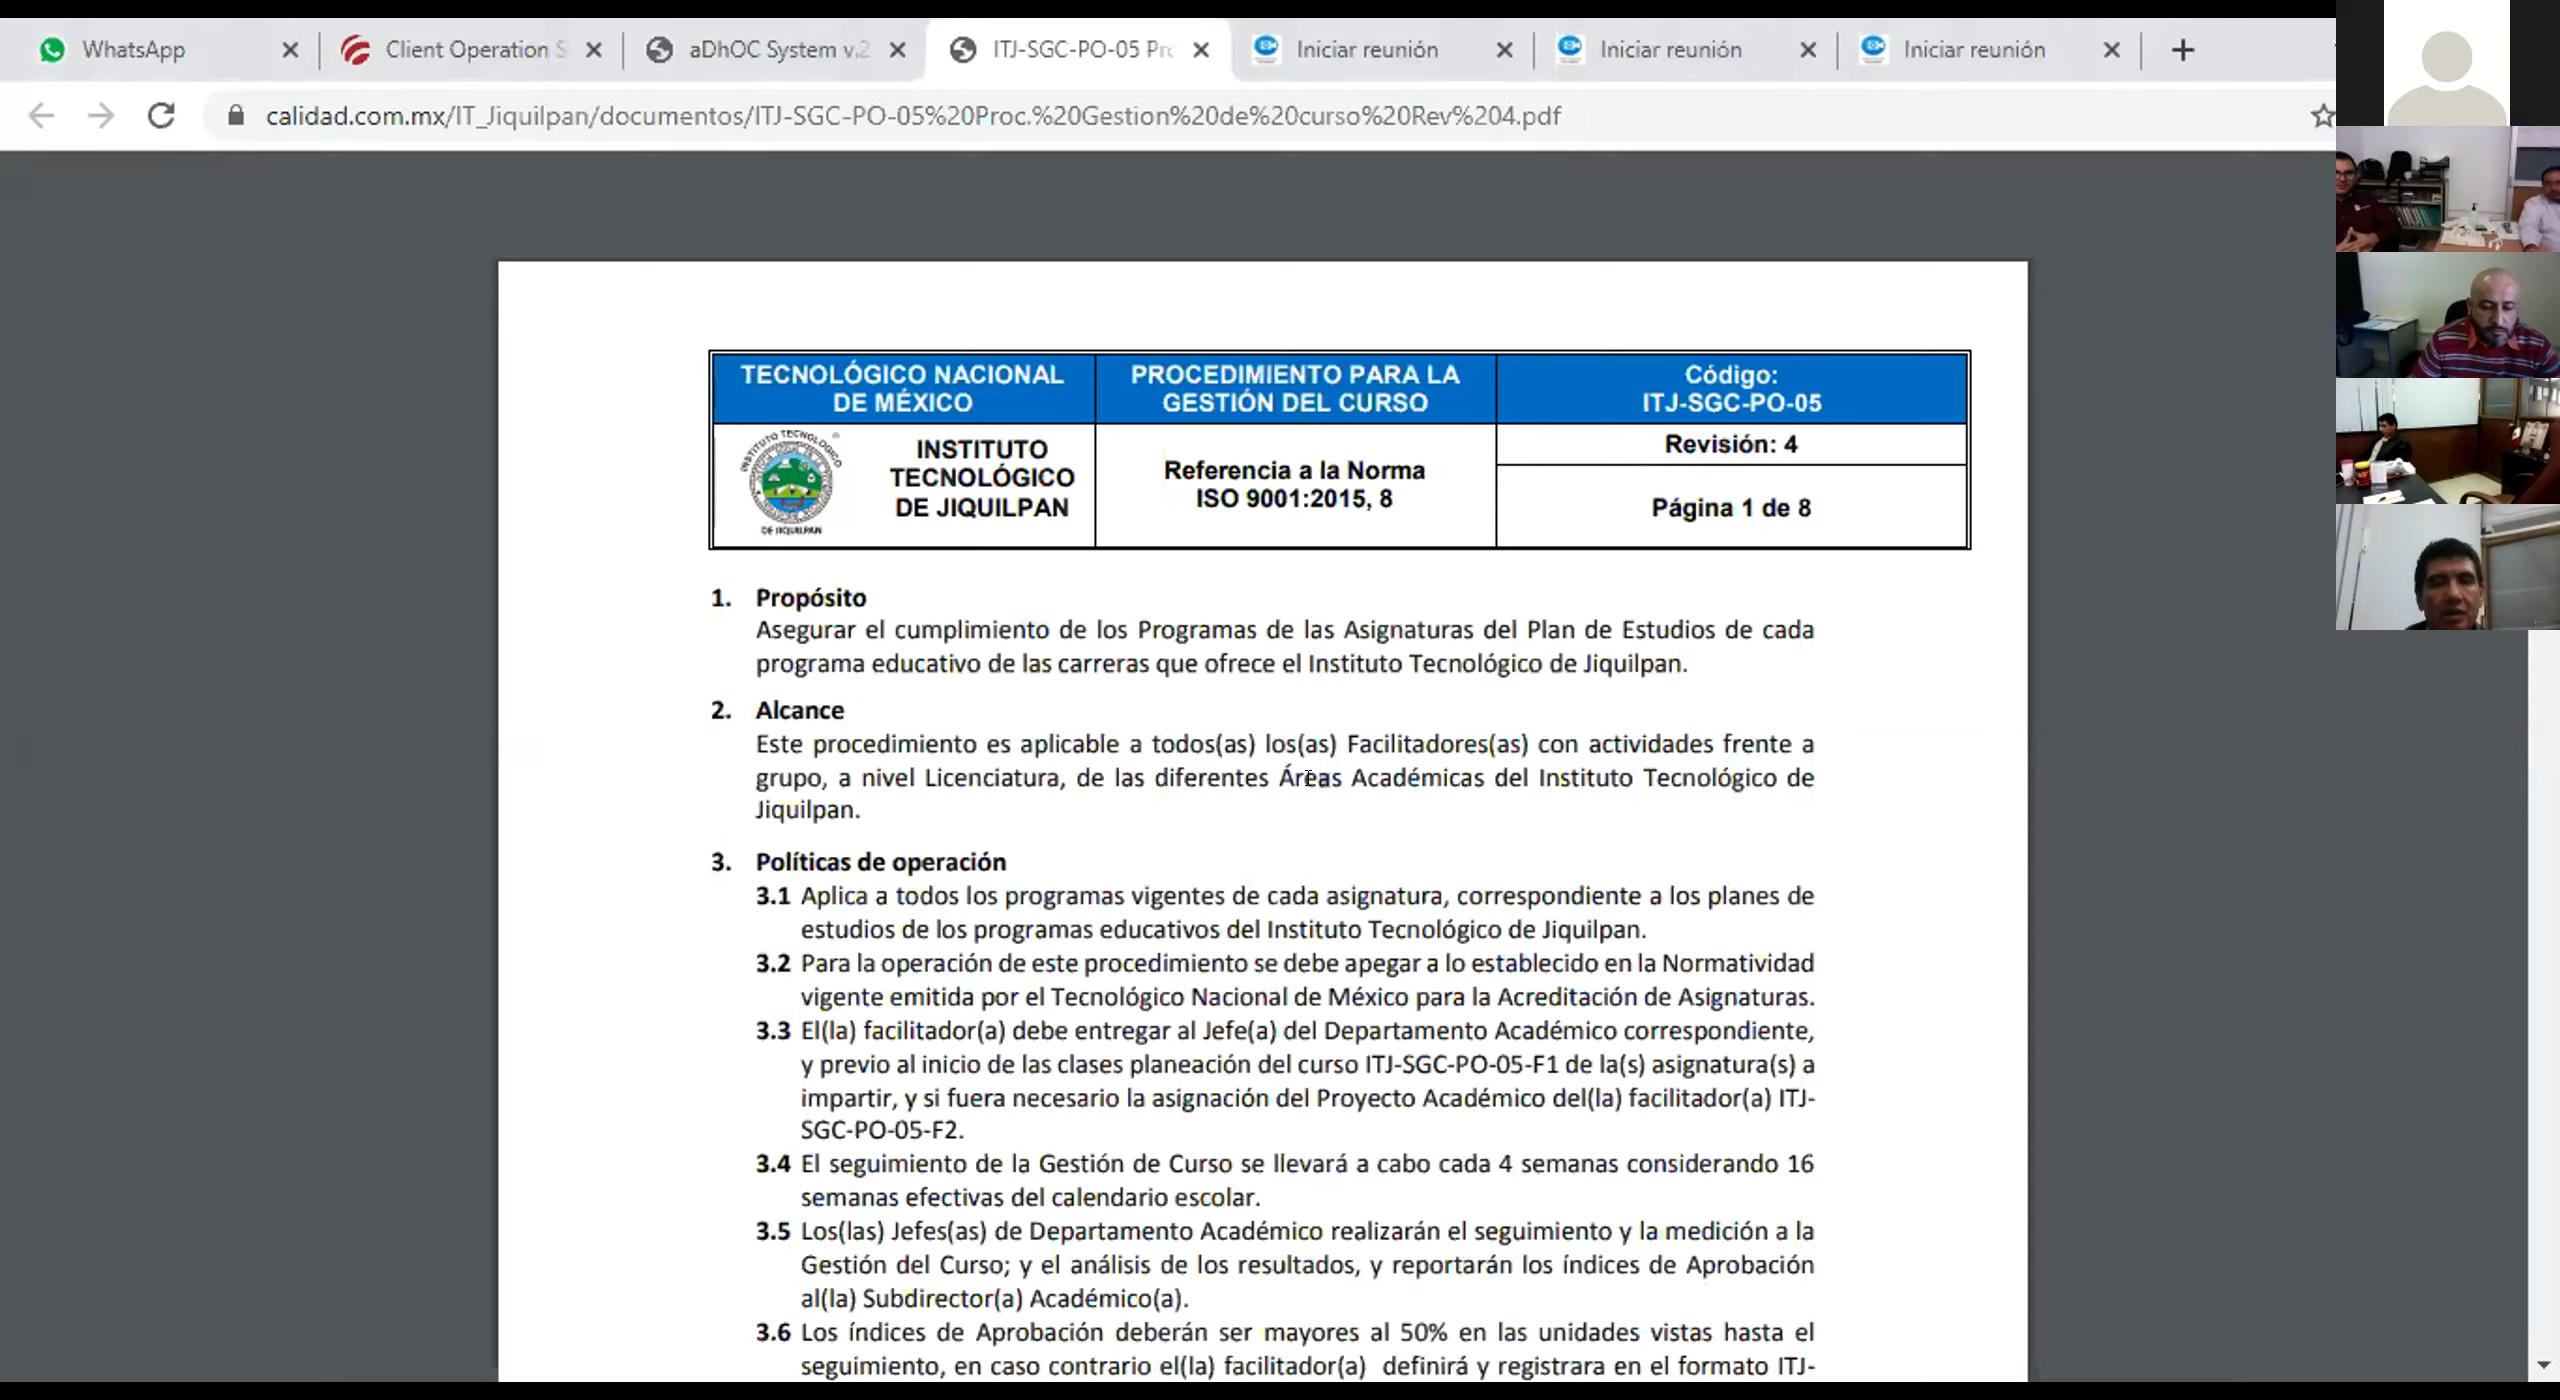 WhatsApp
Client Operation S
aDhOC System v.2
ITJ-SGC-PO-05 Pro
Iniciar reunión
Iniciar reunión
Iniciar reunión
calidad.com.mx/IT_Jiquilpan/documentos/ITJ-SGC-PO-05%20Proc.%20Gestion%20de%20curso%20Rev%204.pdf
TECNOLÓGICO NACIONAL
DE MÉXICO
PROCEDIMIENTO PARA LA
GESTIÓN DEL CURSO
Código:
ITJ-SGC-PO-05
INSTITUTO TECNOLOGICO
DE JIQUILPAN
INSTITUTO
TECNOLÓGICO
DE JIQUILPAN
Referencia a la Norma
ISO 9001:2015, 8
Revisión: 4
Página 1 de 8
1. Propósito
Asegurar el cumplimiento de los Programas de las Asignaturas del Plan de Estudios de cada
programa educativo de las carreras que ofrece el Instituto Tecnológico de Jiquilpan.
2. Alcance
Este procedimiento es aplicable a todos(as) los(as) Facilitadores(as) con actividades frente a
grupo, a nivel Licenciatura, de las diferentes Áreas Académicas del Instituto Tecnológico de
Jiquilpan.
3. Políticas de operación
3.1 Aplica a todos los programas vigentes de cada asignatura, correspondiente a los planes de
estudios de los programas educativos del Instituto Tecnológico de Jiquilpan.
3.2 Para la operación de este procedimiento se debe apegar a lo establecido en la Normatividad
vigente emitida por el Tecnológico Nacional de México para la Acreditación de Asignaturas.
3.3 El(la) facilitador(a) debe entregar al Jefe(a) del Departamento Académico correspondiente,
y previo al inicio de las clases planeación del curso ITJ-SGC-PO-05-F1 de la(s) asignatura(s) a
impartir, y si fuera necesario la asignación del Proyecto Académico del(la) facilitador(a) ITJ-
SGC-PO-05-F2.
3.4 El seguimiento de la Gestión de Curso se llevará a cabo cada 4 semanas considerando 16
semanas efectivas del calendario escolar.
3.5 Los(las) Jefes(as) de Departamento Académico realizarán el seguimiento y la medición a la
Gestión del Curso; y el análisis de los resultados, y reportarán los índices de Aprobación
al(la) Subdirector(a) Académico(a).
3.6 Los índices de Aprobación deberán ser mayores al 50% en las unidades vistas hasta el
seguimiento, en caso contrario el(la) facilitador(a) definirá y registrara en el formato ITJ-